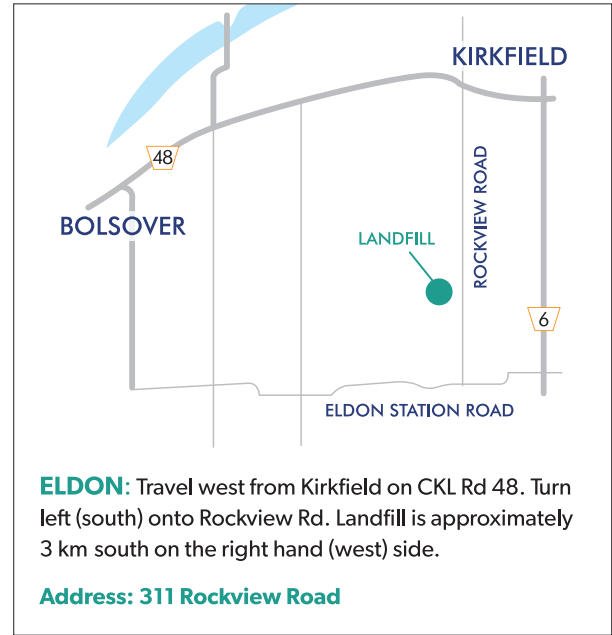 KIRKFIELD
48
ROCKVIEW ROAD
BOLSOVER
LANDFILL
6
ELDON STATION ROAD
ELDON: Travel west from Kirkfield on CKL Rd 48. Turn
left (south) onto Rockview Rd. Landfill is approximately
3 km south on the right hand (west) side.
Address: 311 Rockview Road